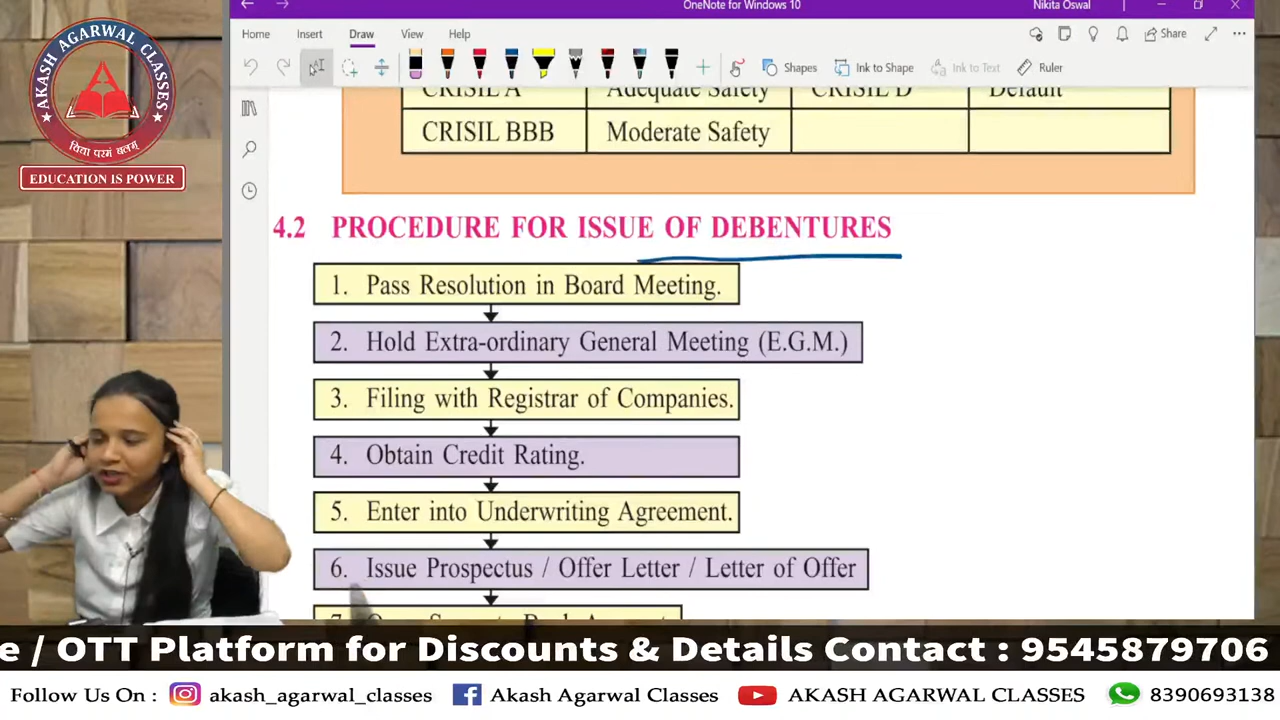 OneNote for Windows 10
Nikita Oswal
Home
Insert
Draw
View
Help
Share
Shapes
Ink to Shape
Ink to Text
Ruler
AKASH AGARWAL CLASSES
विद्या परमं बलम्
EDUCATION IS POWER
CRISIL A
Adequate Safety
CRISIL D
Default
CRISIL BBB
Moderate Safety
4.2 PROCEDURE FOR ISSUE OF DEBENTURES
1. Pass Resolution in Board Meeting.
2. Hold Extra-ordinary General Meeting (E.G.M.)
3. Filing with Registrar of Companies.
4. Obtain Credit Rating.
5. Enter into Underwriting Agreement.
6. Issue Prospectus / Offer Letter / Letter of Offer
e / OTT Platform for Discounts & Details Contact : 9545879706
Follow Us On :
akash_agarwal_classes
Akash Agarwal Classes
AKASH AGARWAL CLASSES
8390693138